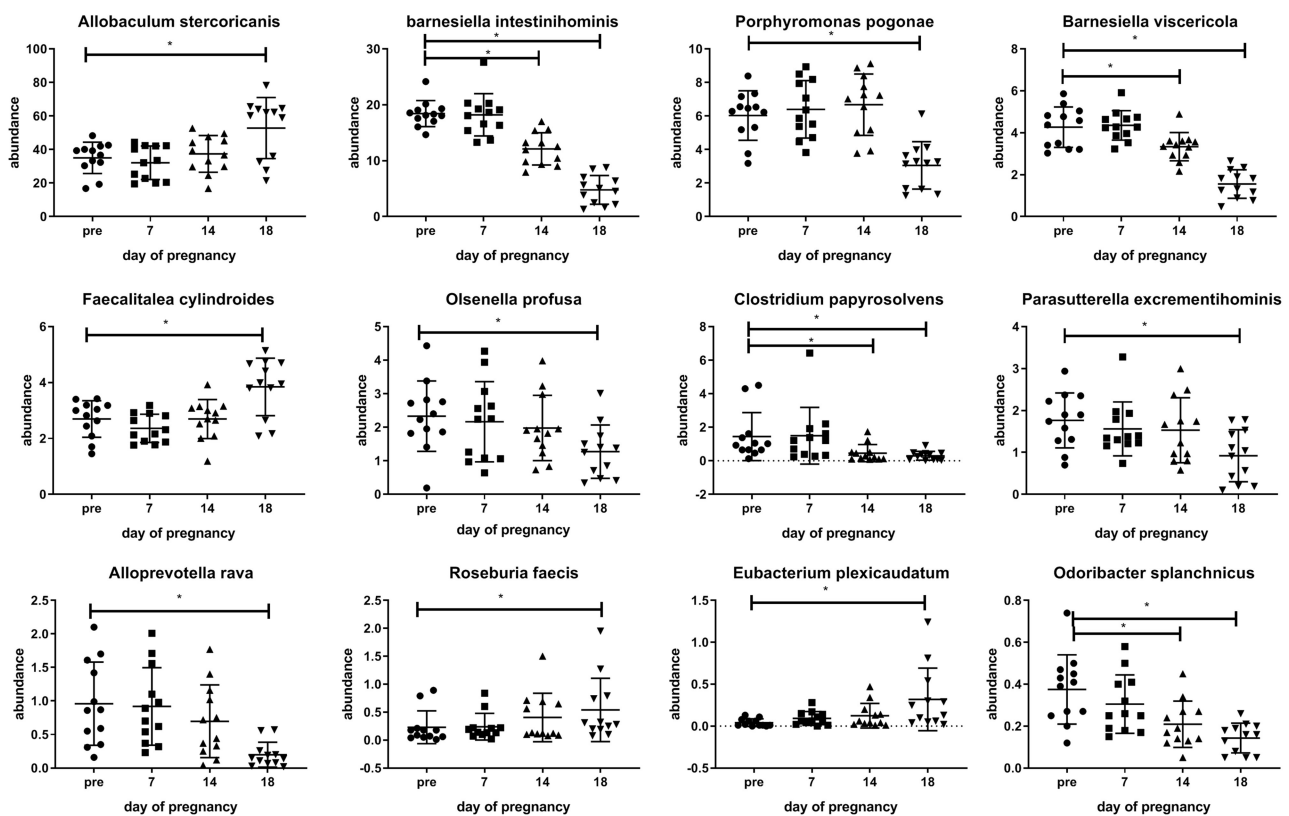 Allobaculum stercoricanis
*
100
80
60
40
20
0
abundance
pre 7 14 18
day of pregnancy
barnesiella intestinihominis
*
*
30
20
10
0
abundance
pre 7 14 18
day of pregnancy
Porphyromonas pogonae
*
10
8
6
4
2
0
abundance
pre 7 14 18
day of pregnancy
Barnesiella viscericola
*
*
8
6
4
2
0
abundance
pre 7 14 18
day of pregnancy
Faecalitalea cylindroides
*
6
4
2
0
abundance
pre 7 14 18
day of pregnancy
Olsenella profusa
*
5
4
3
2
1
0
abundance
pre 7 14 18
day of pregnancy
Clostridium papyrosolvens
*
*
8
6
4
2
0
-2
abundance
pre 7 14 18
day of pregnancy
Parasutterella excrementihominis
*
4
3
2
1
0
abundance
pre 7 14 18
day of pregnancy
Alloprevotella rava
*
2.5
2.0
1.5
1.0
0.5
0.0
abundance
pre 7 14 18
day of pregnancy
Roseburia faecis
*
2.5
2.0
1.5
1.0
0.5
0.0
-0.5
abundance
pre 7 14 18
day of pregnancy
Eubacterium plexicaudatum
*
1.5
1.0
0.5
0.0
-0.5
abundance
pre 7 14 18
day of pregnancy
Odoribacter splanchnicus
*
*
0.8
0.6
0.4
0.2
0.0
abundance
pre 7 14 18
day of pregnancy